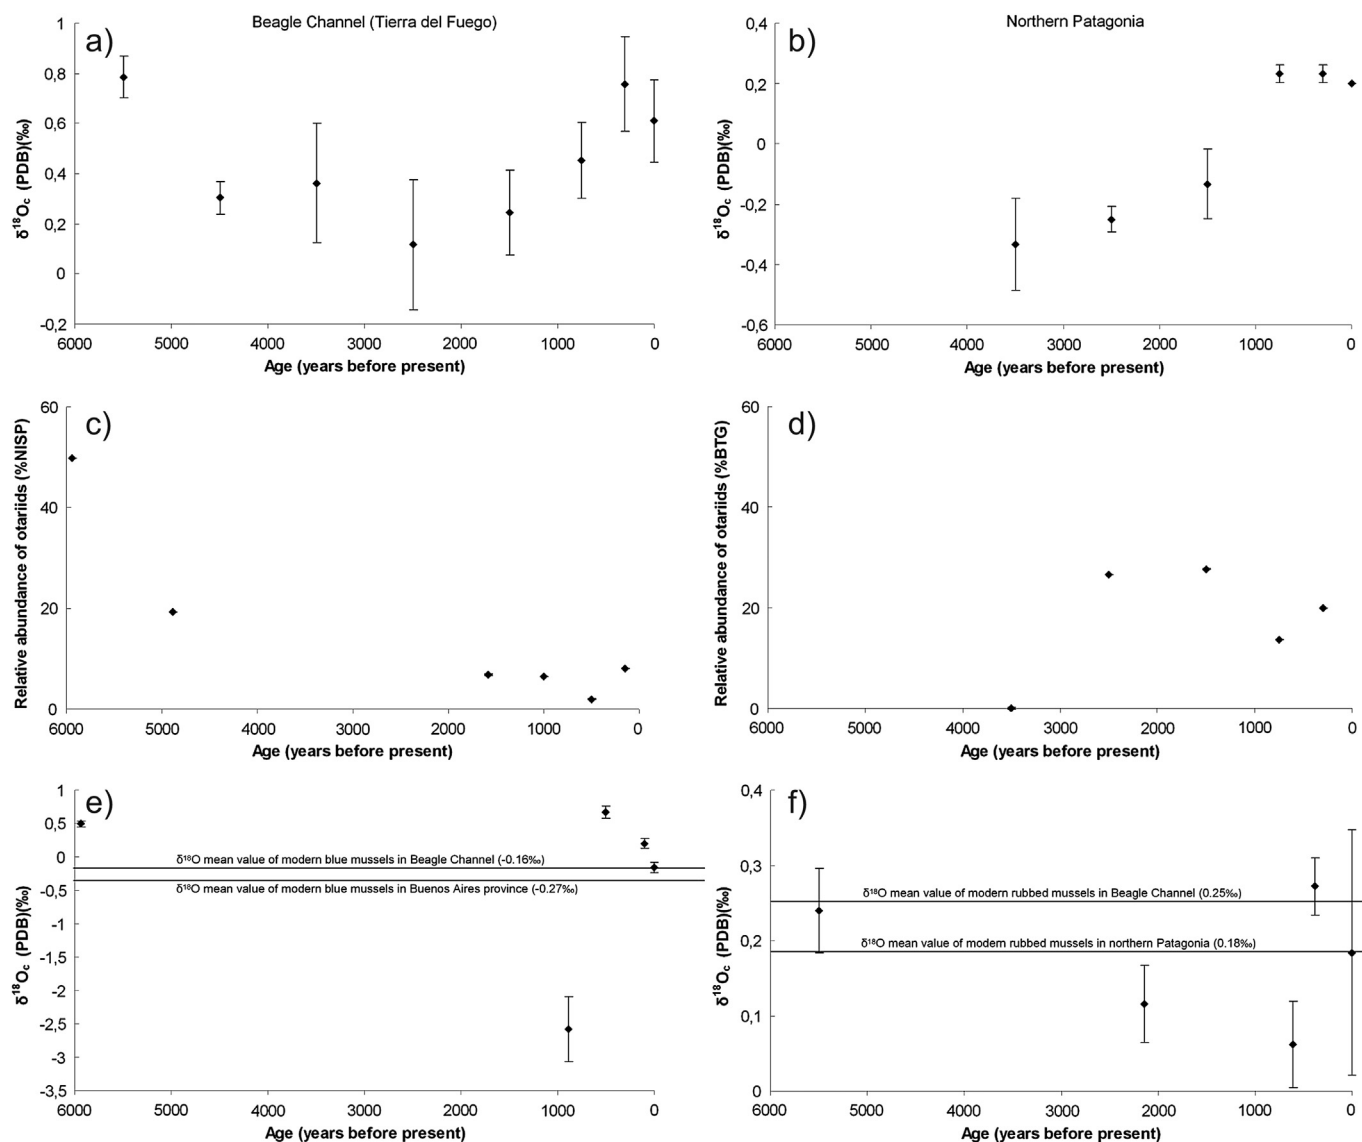 Beagle Channel (Tierra del Fuego)
a)
1
0,8
0,6
0,4
0,2
0
-0,2
δ¹⁸Oc (PDB)(‰)
6000 5000 4000 3000 2000 1000 0
Age (years before present)
Northern Patagonia
b)
0,4
0,2
0
-0,2
-0,4
-0,6
δ¹⁸Oc (PDB)(‰)
6000 5000 4000 3000 2000 1000 0
Age (years before present)
c)
60
40
20
0
Relative abundance of otariids (%NISP)
6000 5000 4000 3000 2000 1000 0
Age (years before present)
d)
60
40
20
0
Relative abundance of otariids (%BTG)
6000 5000 4000 3000 2000 1000 0
Age (years before present)
e)
1
0,5
0
-0,5
-1
-1,5
-2
-2,5
-3
-3,5
δ¹⁸Oc (PDB)(‰)
δ¹⁸O mean value of modern blue mussels in Beagle Channel (-0.16‰)
δ¹⁸O mean value of modern blue mussels in Buenos Aires province (-0.27‰)
6000 5000 4000 3000 2000 1000 0
Age (years before present)
f)
0,4
0,3
0,2
0,1
0
δ¹⁸Oc (PDB)(‰)
δ¹⁸O mean value of modern rubbed mussels in Beagle Channel (0.25‰)
δ¹⁸O mean value of modern rubbed mussels in northern Patagonia (0.18‰)
6000 5000 4000 3000 2000 1000 0
Age (years before present)